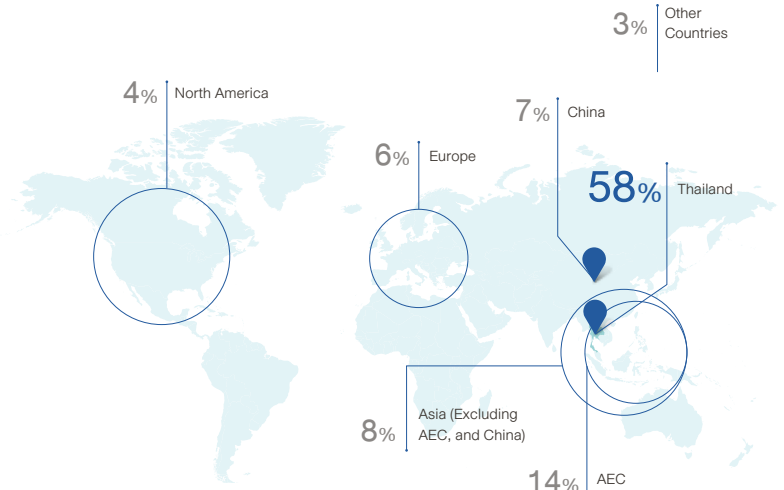 3%
Other
Countries
4%
North America
7%
China
6%
Europe
58%
Thailand
8%
Asia (Excluding
AEC, and China)
14%
AEC